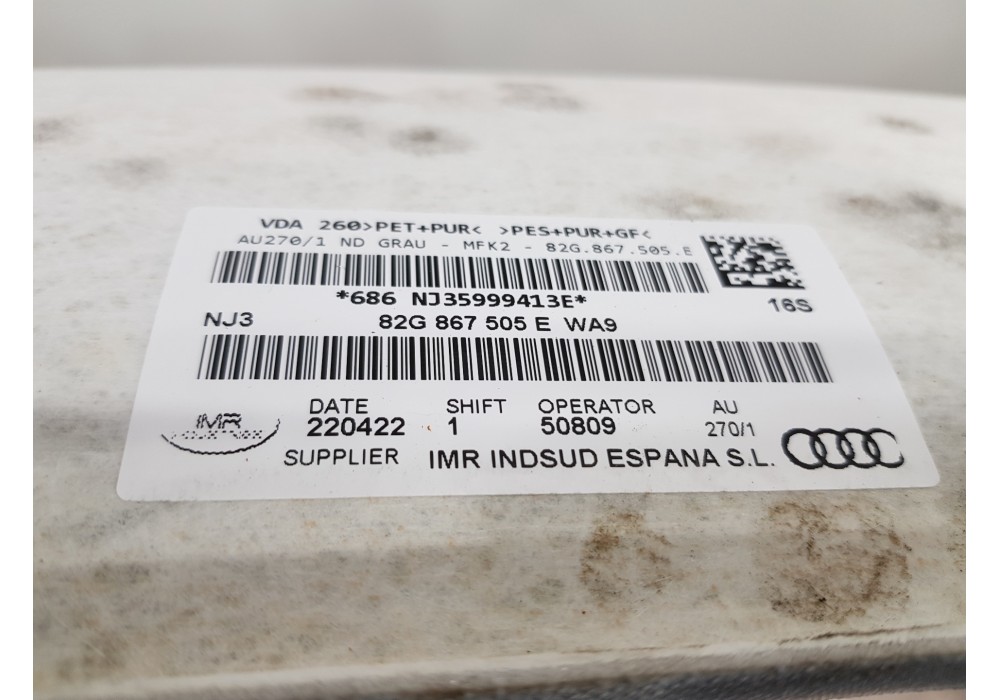 VDA 260>PET+PUR< >PES+PUR+GF<
AU270/1 ND GRAU - MFK2 - 82G.867.505.E
*686 NJ35999413E*
16S
NJ3
82G 867 505 E WA9
DATE SHIFT OPERATOR AU
220422 1 50809 270/1
IMR
SUPPLIER IMR INDSUD ESPANA S.L.